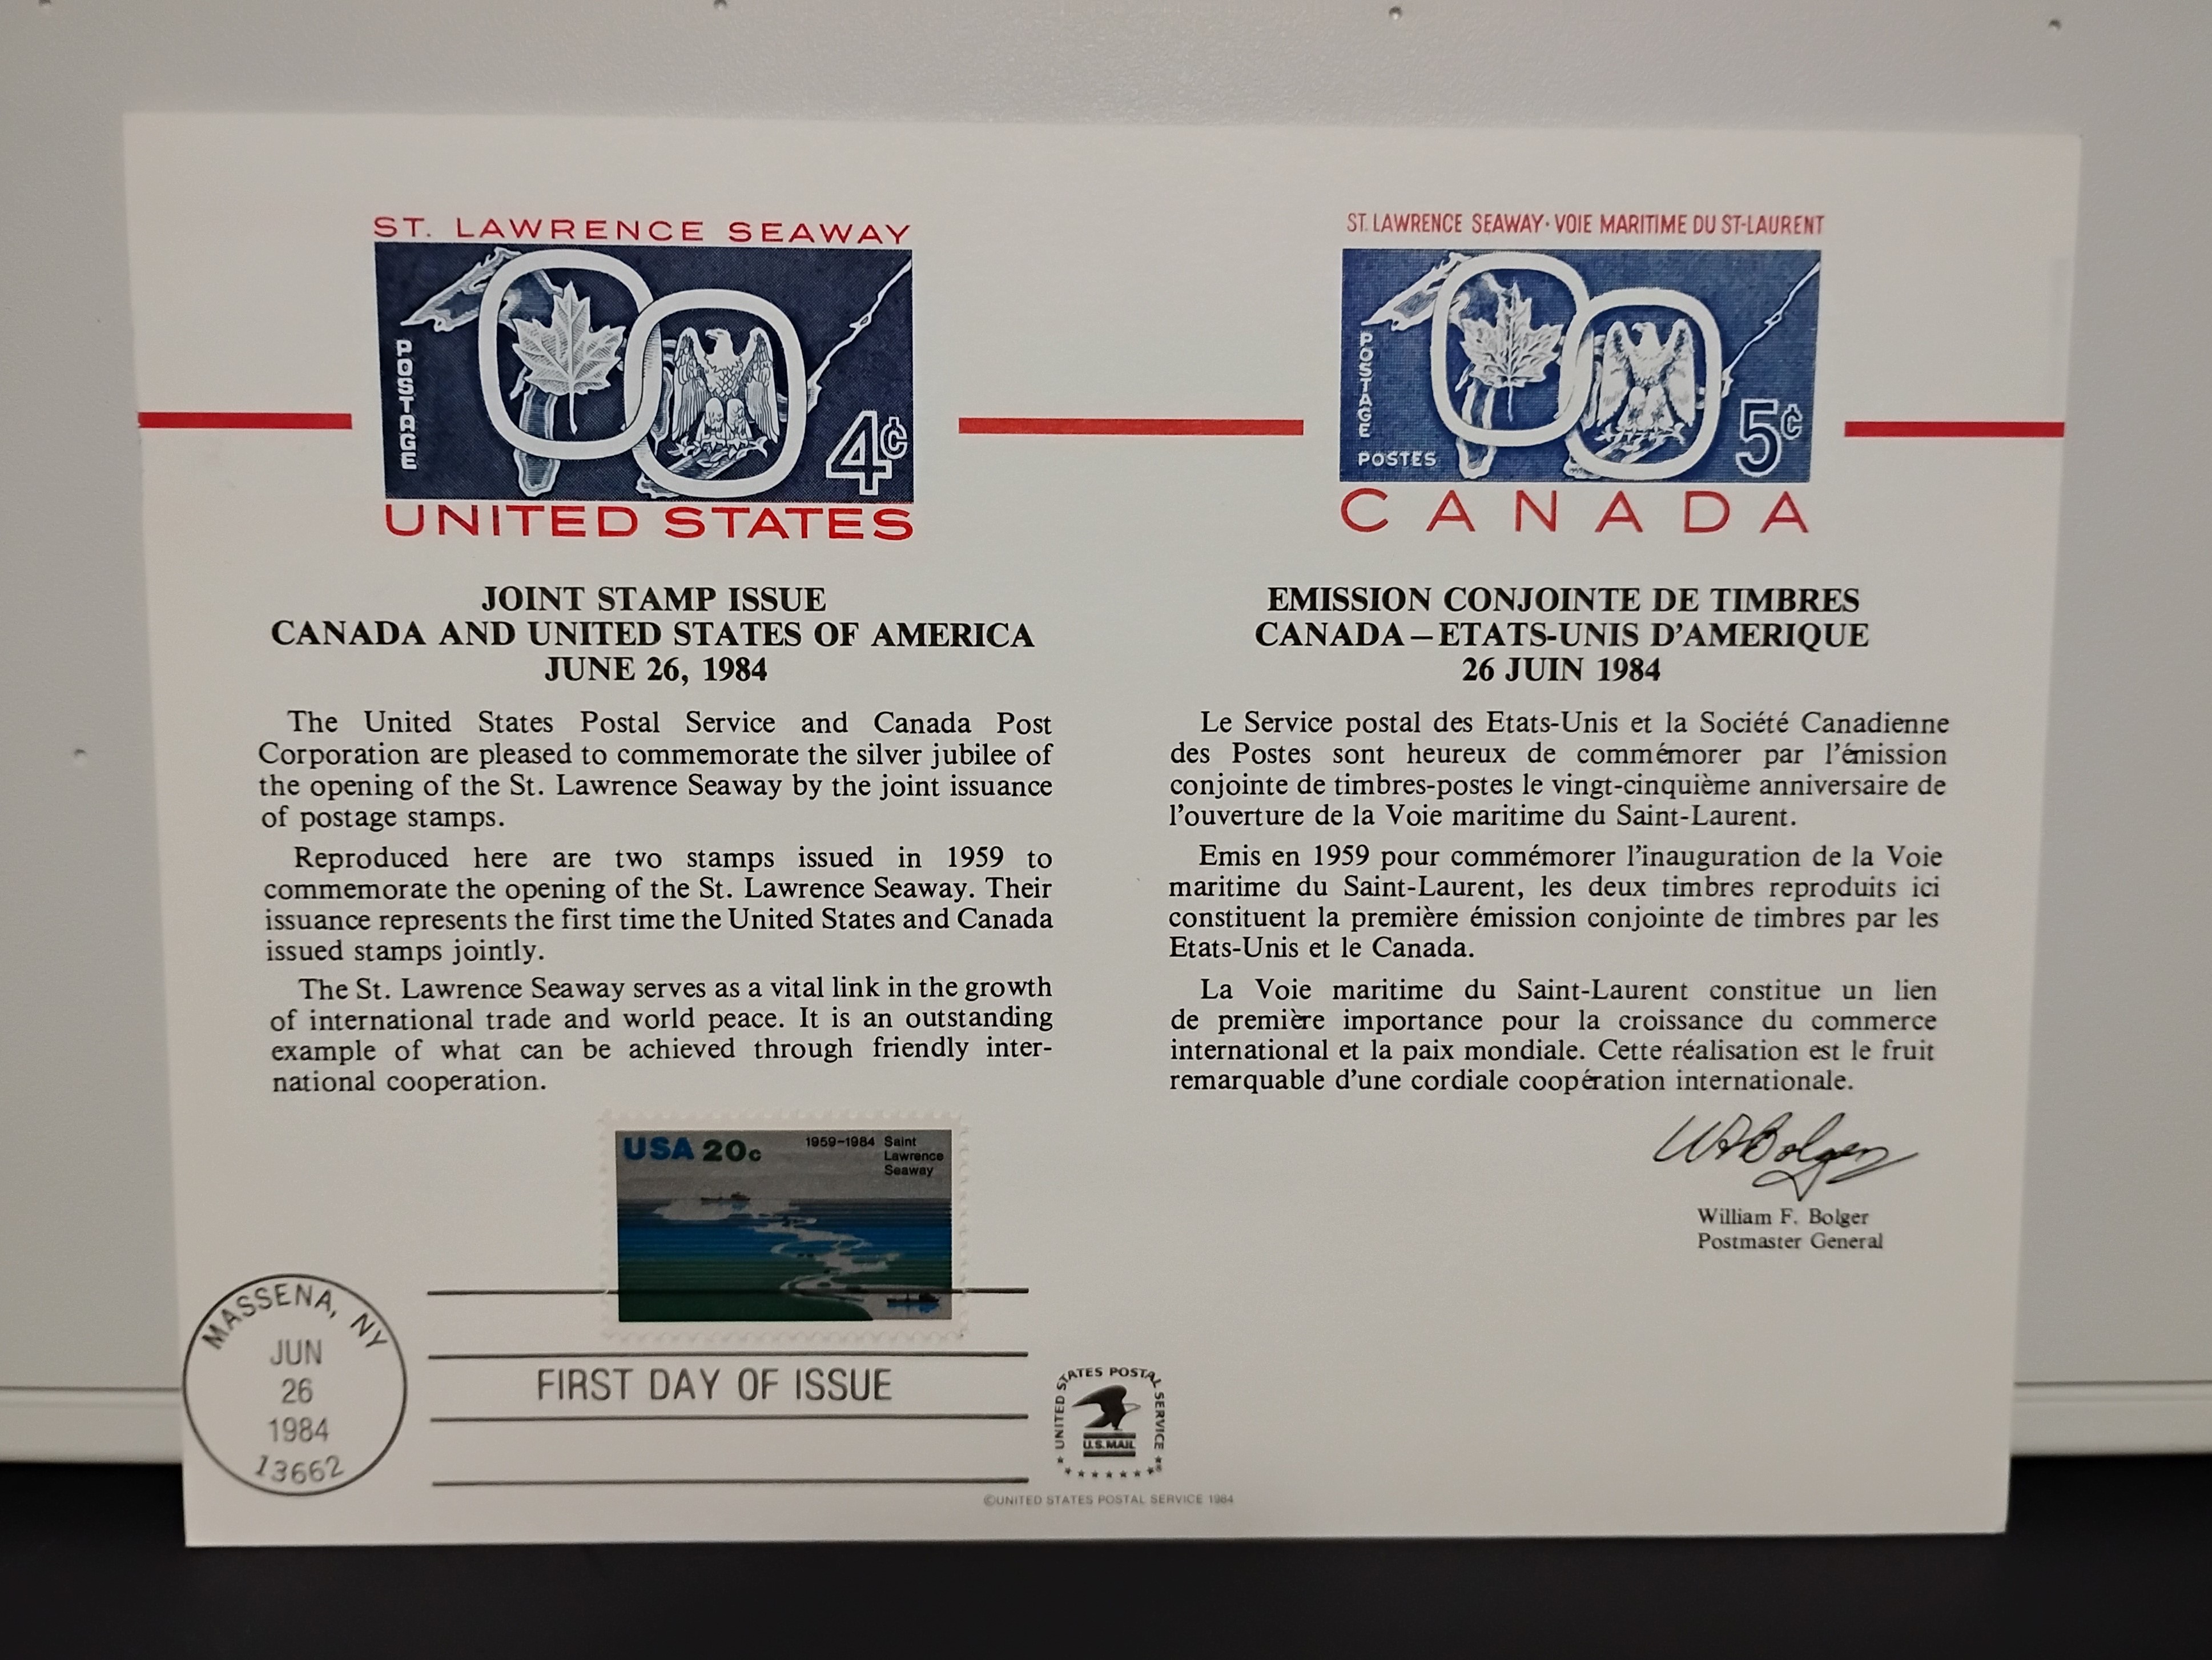 ST. LAWRENCE SEAWAY
POSTAGE
4¢
UNITED STATES
ST. LAWRENCE SEAWAY · VOIE MARITIME DU ST-LAURENT
POSTAGE
POSTES
5¢
CANADA
JOINT STAMP ISSUE
CANADA AND UNITED STATES OF AMERICA
JUNE 26, 1984
The United States Postal Service and Canada Post
Corporation are pleased to commemorate the silver jubilee of
the opening of the St. Lawrence Seaway by the joint issuance
of postage stamps.
Reproduced here are two stamps issued in 1959 to
commemorate the opening of the St. Lawrence Seaway. Their
issuance represents the first time the United States and Canada
issued stamps jointly.
The St. Lawrence Seaway serves as a vital link in the growth
of international trade and world peace. It is an outstanding
example of what can be achieved through friendly inter-
national cooperation.
EMISSION CONJOINTE DE TIMBRES
CANADA—ETATS-UNIS D'AMERIQUE
26 JUIN 1984
Le Service postal des Etats-Unis et la Société Canadienne
des Postes sont heureux de commémorer par l'émission
conjointe de timbres-postes le vingt-cinquième anniversaire de
l'ouverture de la Voie maritime du Saint-Laurent.
Emis en 1959 pour commémorer l'inauguration de la Voie
maritime du Saint-Laurent, les deux timbres reproduits ici
constituent la première émission conjointe de timbres par les
Etats-Unis et le Canada.
La Voie maritime du Saint-Laurent constitue un lien
de première importance pour la croissance du commerce
international et la paix mondiale. Cette réalisation est le fruit
remarquable d'une cordiale coopération internationale.
WF Bolger
William F. Bolger
Postmaster General
USA 20c
1959-1984 Saint
Lawrence
Seaway
MASSENA, NY
JUN
26
1984
13662
FIRST DAY OF ISSUE
UNITED STATES POSTAL SERVICE
U.S. MAIL
©UNITED STATES POSTAL SERVICE 1984